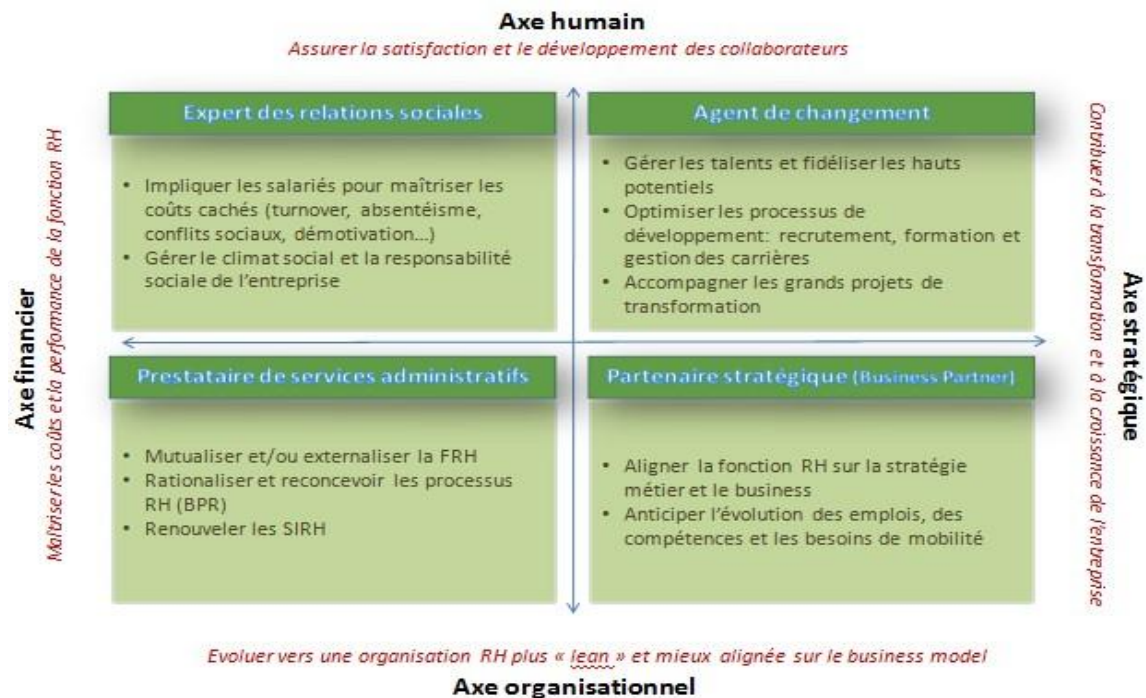 Axe humain
Assurer la satisfaction et le développement des collaborateurs
Axe financier
Maîtriser les coûts et la performance de la fonction RH
Expert des relations sociales
• Impliquer les salariés pour maîtriser les
coûts cachés (turnover, absentéisme,
conflits sociaux, démotivation...)
• Gérer le climat social et la responsabilité
sociale de l'entreprise
Agent de changement
• Gérer les talents et fidéliser les hauts
potentiels
• Optimiser les processus de
développement: recrutement, formation et
gestion des carrières
• Accompagner les grands projets de
transformation
Prestataire de services administratifs
• Mutualiser et/ou externaliser la FRH
• Rationaliser et reconcevoir les processus
RH (BPR)
• Renouveler les SIRH
Partenaire stratégique (Business Partner)
• Aligner la fonction RH sur la stratégie
métier et le business
• Anticiper l'évolution des emplois, des
compétences et les besoins de mobilité
Contribuer à la transformation et à la croissance de l'entreprise
Axe stratégique
Evoluer vers une organisation RH plus « lean » et mieux alignée sur le business model
Axe organisationnel